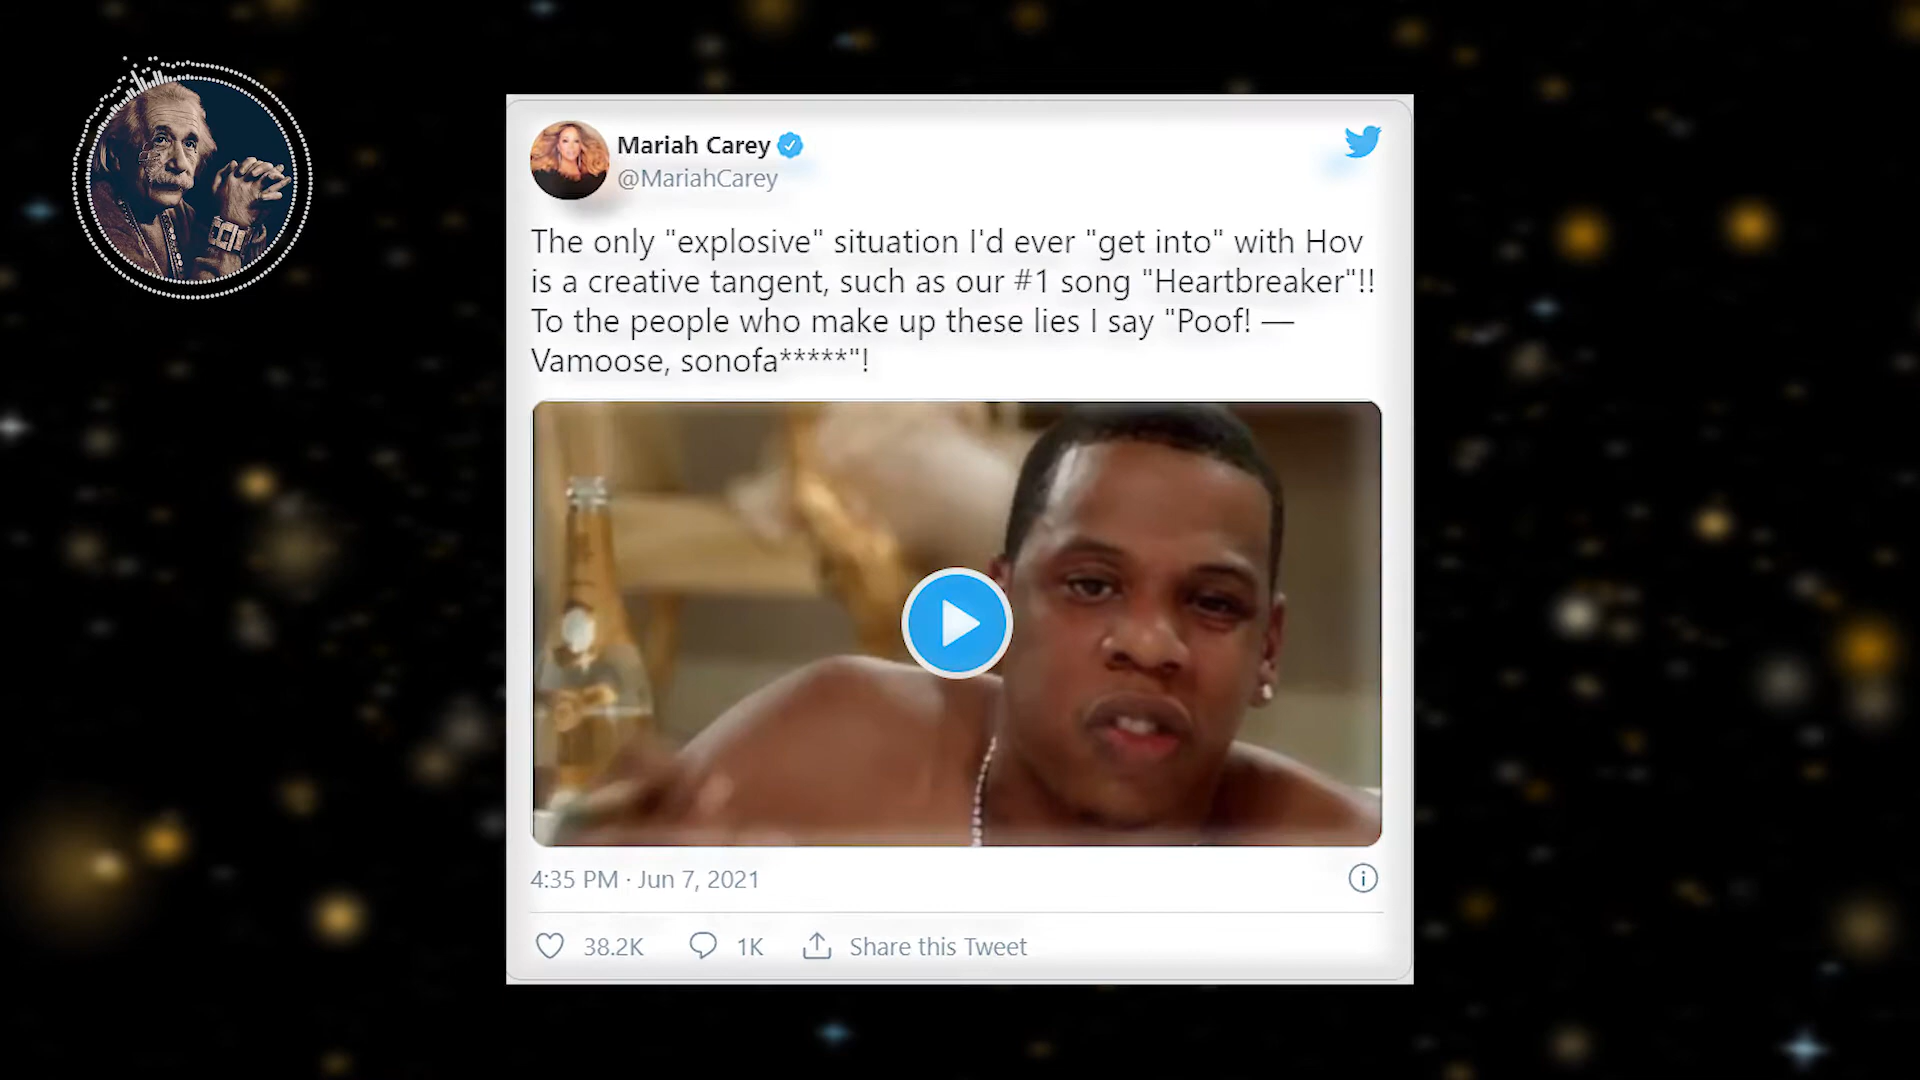 Mariah Carey
@MariahCarey
The only "explosive" situation I'd ever "get into" with Hov
is a creative tangent, such as our #1 song "Heartbreaker"!!
To the people who make up these lies I say "Poof! —
Vamoose, sonofa*****"!
4:35 PM · Jun 7, 2021
38.2K 1K Share this Tweet